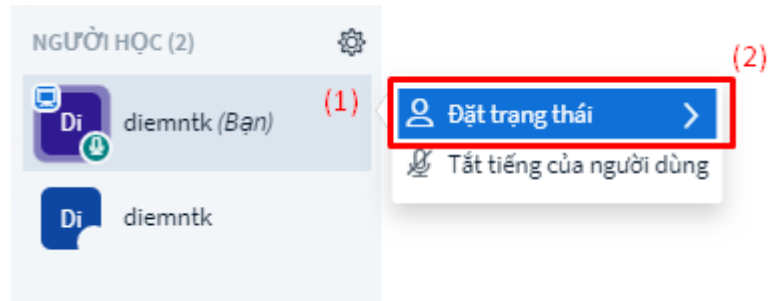 NGƯỜI HỌC (2)
(2)
(1)
Đặt trạng thái
Di
diemntk (Bạn)
Tắt tiếng của người dùng
Di
diemntk